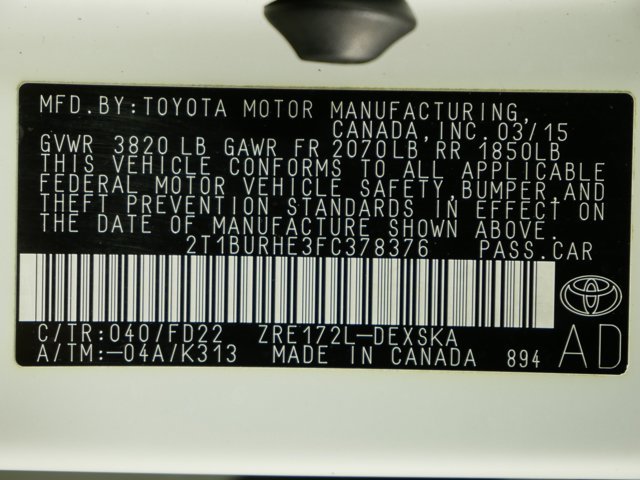 MFD.BY:TOYOTA MOTOR MANUFACTURING,
CANADA,INC. 03/15
GVWR 3820 LB GAWR FR 2070LB RR 1850LB
THIS VEHICLE CONFORMS TO ALL APPLICABLE
FEDERAL MOTOR VEHICLE SAFETY,BUMPER,AND
THEFT PREVENTION STANDARDS IN EFFECT ON
THE DATE OF MANUFACTURE SHOWN ABOVE.
2T1BURHE3FC378376 PASS.CAR
C/TR:040/FD22 ZRE172L-DEXSKA
A/TM:-04A/K313 MADE IN CANADA 894 AD